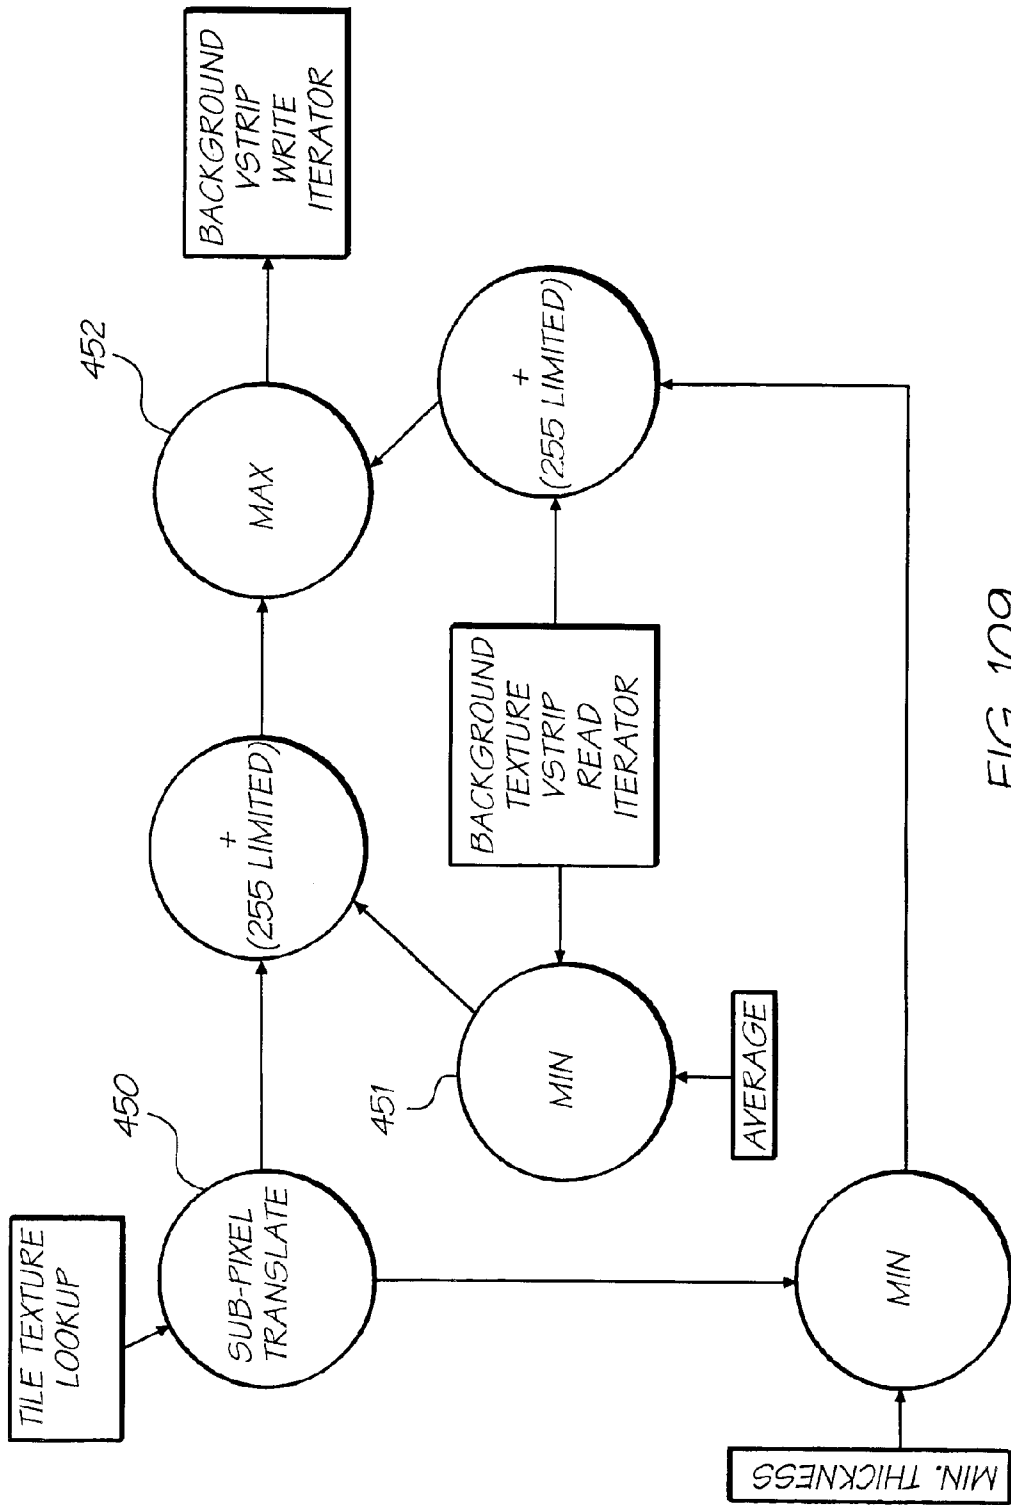 TILE TEXTURE
LOOKUP
450
SUB-PIXEL
TRANSLATE
+
(255 LIMITED)
452
MAX
BACKGROUND
VSTRIP
WRITE
ITERATOR
451
MIN
AVERAGE
BACKGROUND
TEXTURE
VSTRIP
READ
ITERATOR
+
(255 LIMITED)
MIN. THICKNESS
MIN
FIG. 109